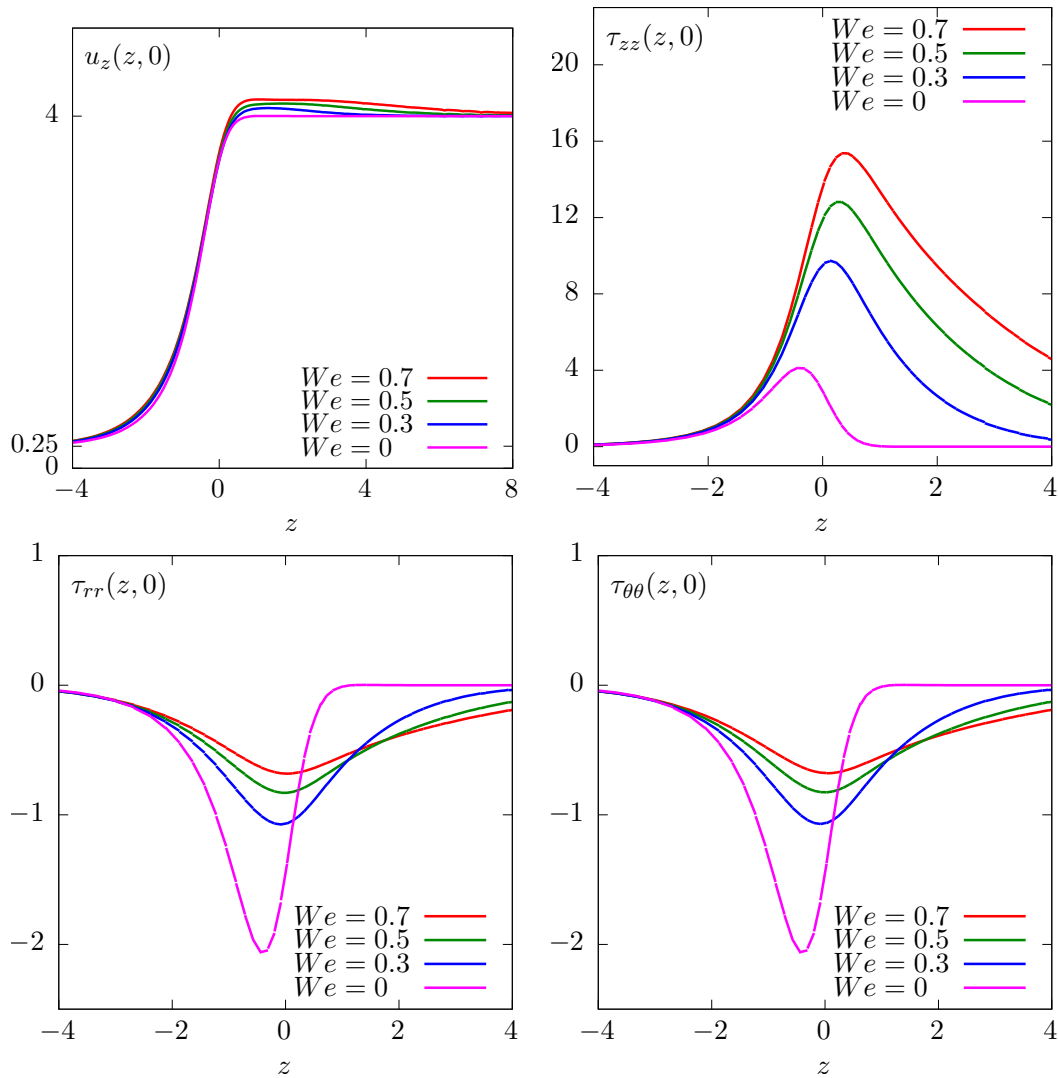 u_z(z, 0)
4
0.25
0
We = 0.7
We = 0.5
We = 0.3
We = 0
−4 0 4 8
z
τ_zz(z, 0)
We = 0.7
We = 0.5
We = 0.3
We = 0
20
16
12
8
4
0
−4 −2 0 2 4
z
τ_rr(z, 0)
1
0
−1
−2
We = 0.7
We = 0.5
We = 0.3
We = 0
−4 −2 0 2 4
z
τ_θθ(z, 0)
1
0
−1
−2
We = 0.7
We = 0.5
We = 0.3
We = 0
−4 −2 0 2 4
z